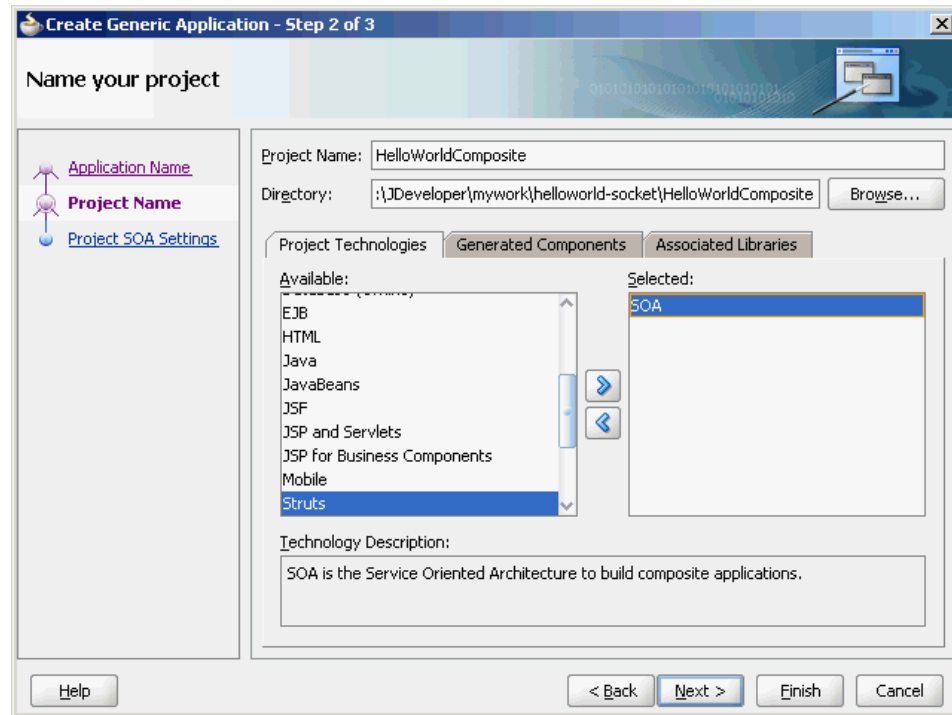 Create Generic Application - Step 2 of 3
Name your project
Application Name
Project Name
Project SOA Settings
Project Name: HelloWorldComposite
Directory: :\JDeveloper\mywork\helloworld-socket\HelloWorldComposite Browse...
Project Technologies Generated Components Associated Libraries
Available: Selected:
EJB SOA
HTML
Java
JavaBeans
JSF
JSP and Servlets
JSP for Business Components
Mobile
Struts
Technology Description:
SOA is the Service Oriented Architecture to build composite applications.
Help < Back Next > Finish Cancel